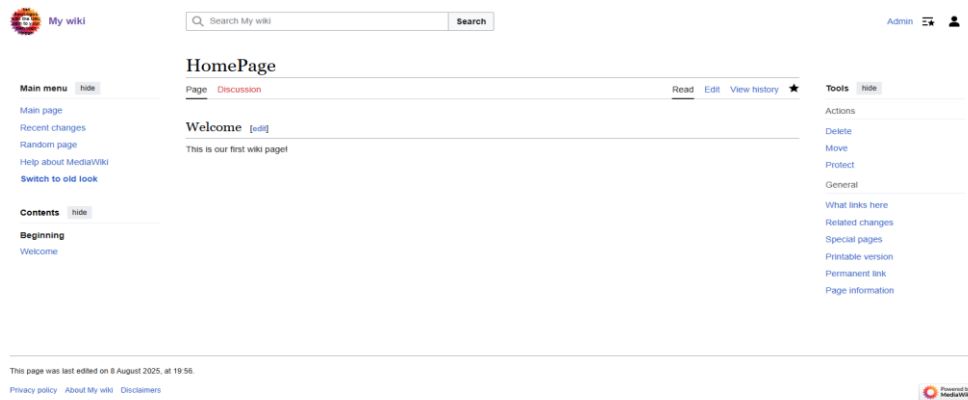 My wiki
Search My wiki
Search
Admin
HomePage
Main menu hide
Main page
Recent changes
Random page
Help about MediaWiki
Switch to old look
Contents hide
Beginning
Welcome
Page Discussion
Read Edit View history
Welcome [edit]
This is our first wiki page!
Tools hide
Actions
Delete
Move
Protect
General
What links here
Related changes
Special pages
Printable version
Permanent link
Page information
This page was last edited on 8 August 2025, at 19:56.
Privacy policy About My wiki Disclaimers
Powered